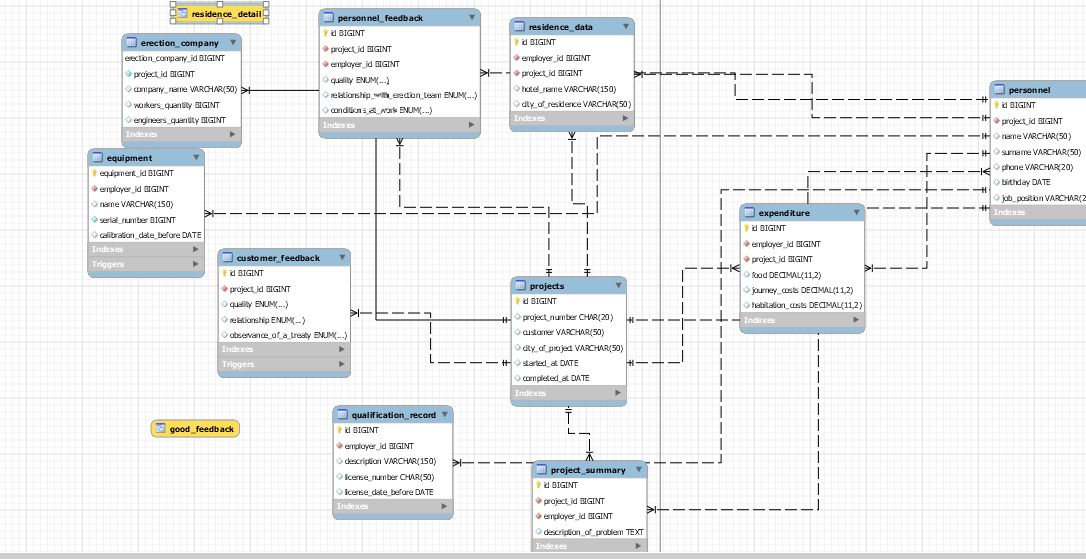 residence_detail
erection_company
erection_company_id BIGINT
project_id BIGINT
company_name VARCHAR(50)
workers_quantity BIGINT
engineers_quantity BIGINT
Indexes
personnel_feedback
id BIGINT
project_id BIGINT
employer_id BIGINT
quality ENUM(...)
relationship_with_erection_team ENUM(...)
conditions_at_work ENUM(...)
Indexes
residence_data
id BIGINT
employer_id BIGINT
project_id BIGINT
hotel_name VARCHAR(150)
city_of_residence VARCHAR(50)
Indexes
personnel
id BIGINT
project_id BIGINT
name VARCHAR(50)
surname VARCHAR(50)
phone VARCHAR(20)
birthday DATE
job_position VARCHAR(2
Indexes
equipment
equipment_id BIGINT
employer_id BIGINT
name VARCHAR(150)
serial_number BIGINT
calibration_date_before DATE
Indexes
Triggers
expenditure
id BIGINT
employer_id BIGINT
project_id BIGINT
food DECIMAL(11,2)
journey_costs DECIMAL(11,2)
habitation_costs DECIMAL(11,2)
Indexes
customer_feedback
id BIGINT
project_id BIGINT
quality ENUM(...)
relationship ENUM(...)
observance_of_a_treaty ENUM(...)
Indexes
Triggers
projects
id BIGINT
project_number CHAR(20)
customer VARCHAR(50)
city_of_project VARCHAR(50)
started_at DATE
completed_at DATE
Indexes
good_feedback
qualification_record
id BIGINT
employer_id BIGINT
description VARCHAR(150)
license_number CHAR(50)
license_date_before DATE
Indexes
project_summary
id BIGINT
project_id BIGINT
employer_id BIGINT
description_of_problem TEXT
Indexes